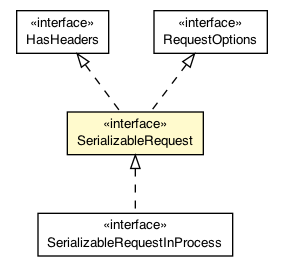 «interface»
HasHeaders
«interface»
RequestOptions
«interface»
SerializableRequest
«interface»
SerializableRequestInProcess